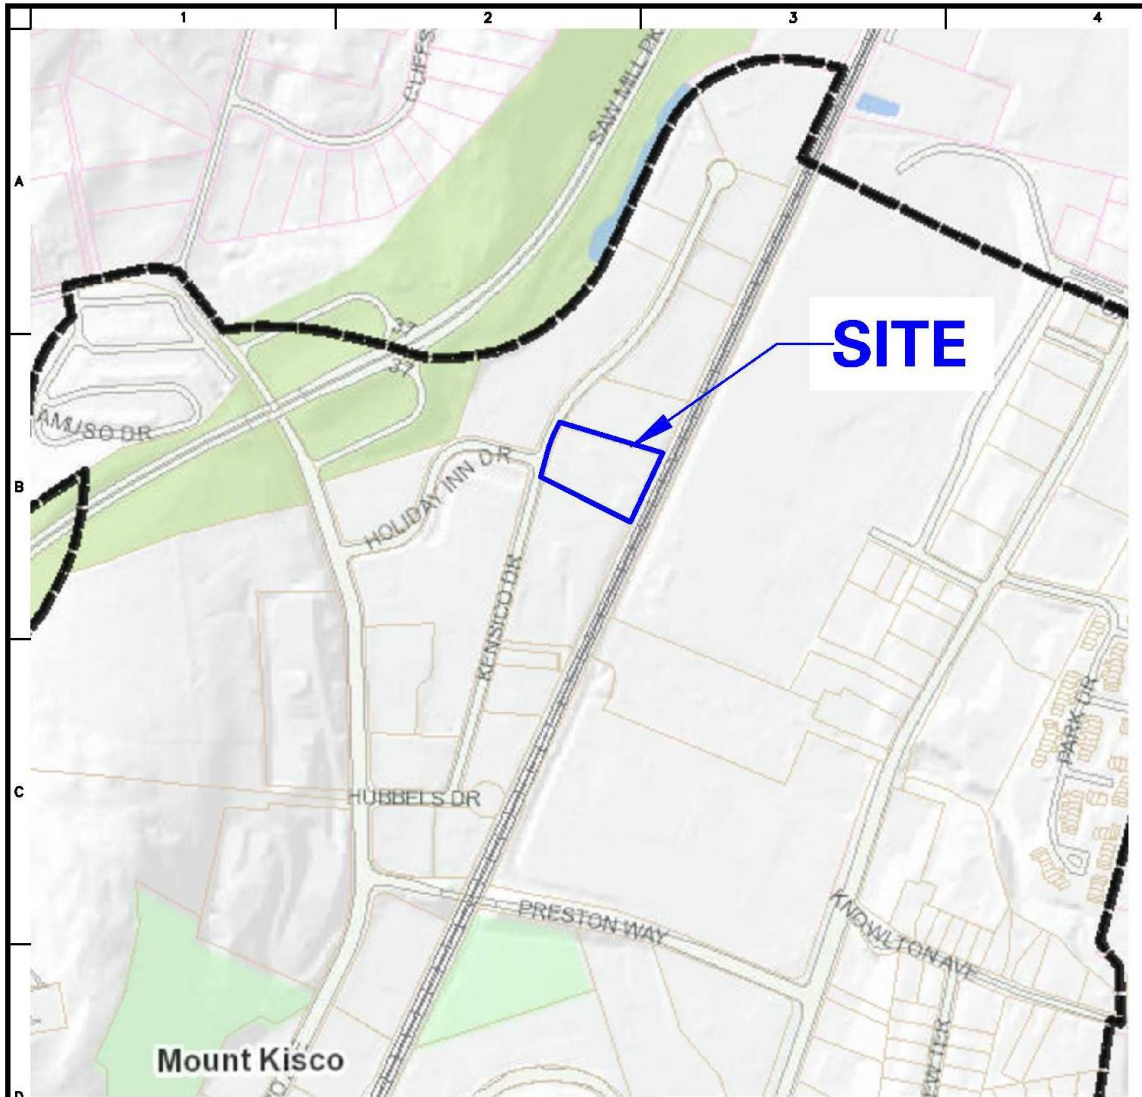 1 2 3 4
CLIFFS
SAW MILL PK
A
SITE
37
37
AMUSO DR
HOLIDAY INN DR
B
KENSICO DR
PARK DR
C
HUBBELS DR
PRESTON WAY
KNOWLTON AVE
Mount Kisco
D